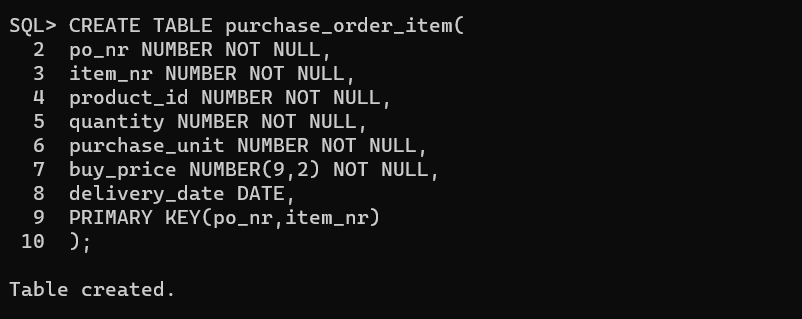 SQL> CREATE TABLE purchase_order_item(
  2  po_nr NUMBER NOT NULL,
  3  item_nr NUMBER NOT NULL,
  4  product_id NUMBER NOT NULL,
  5  quantity NUMBER NOT NULL,
  6  purchase_unit NUMBER NOT NULL,
  7  buy_price NUMBER(9,2) NOT NULL,
  8  delivery_date DATE,
  9  PRIMARY KEY(po_nr,item_nr)
 10  );
Table created.